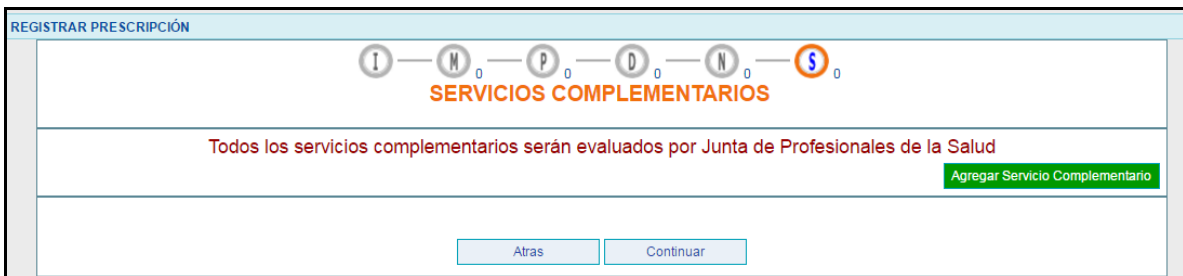 REGISTRAR PRESCRIPCIÓN
I M 0 P 0 D 0 N 0 S 0
SERVICIOS COMPLEMENTARIOS
Todos los servicios complementarios serán evaluados por Junta de Profesionales de la Salud
Agregar Servicio Complementario
Atras Continuar